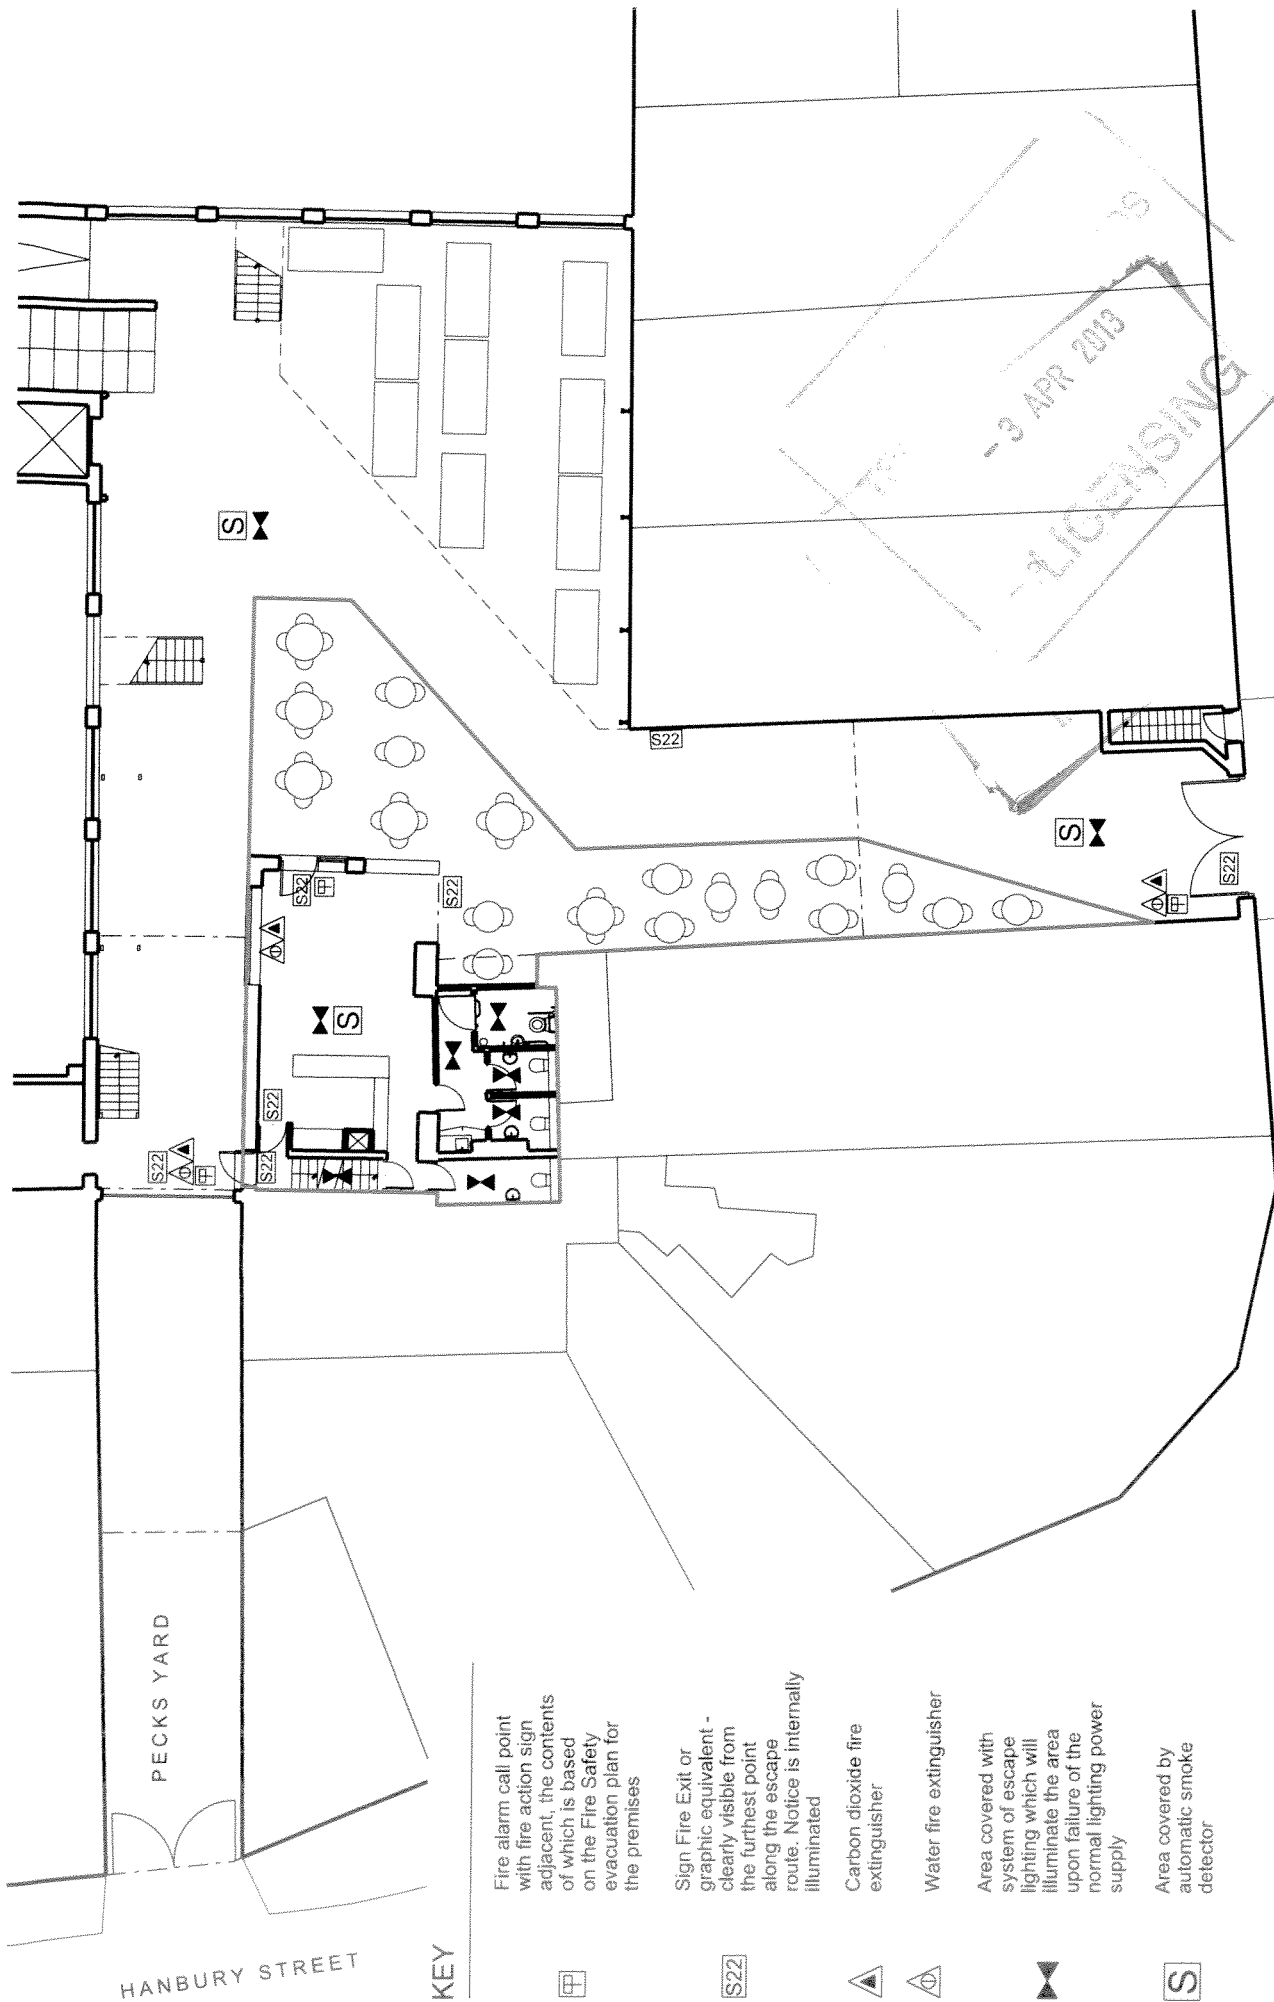 HANBURY STREET
PECKS YARD
S22
S22
S22
S22
S22
S22
S22
S
S
S
KEY
Fire alarm call point
with fire action sign
adjacent, the contents
of which is based
on the Fire Safety
evacuation plan for
the premises
S22
Sign Fire Exit or
graphic equivalent -
clearly visible from
the furthest point
along the escape
route. Notice is internally
illuminated
Carbon dioxide fire
extinguisher
Water fire extinguisher
Area covered with
system of escape
lighting which will
illuminate the area
upon failure of the
normal lighting power
supply
S
Area covered by
automatic smoke
detector
- 3 APR 2013
LICENSING